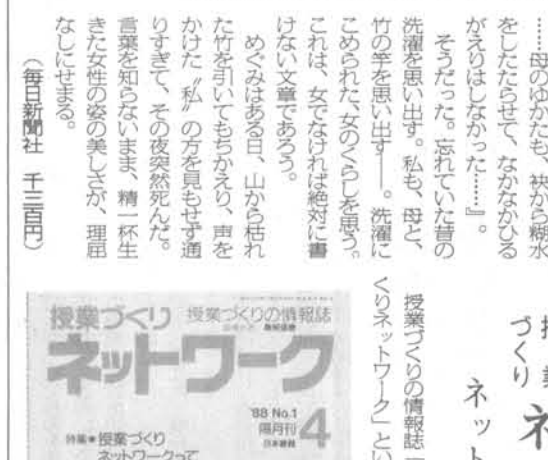 ……母のゆかたも、袂から糊水
をしたたらせて、なかなかひる
がえりはしなかった……』。
そうだった。忘れていた昔の
洗濯を思い出す。私も、母と、
竹の竿を思い出す――。洗濯に
こめられた、女のくらしを思う。
これは、女でなければ絶対に書
けない文章であろう。
めぐみはある日、山から枯れ
た竹を引いてもちかえり、声を
かけた〝私〟の方を見もせず通
りすぎて、その夜突然死んだ。
言葉を知らないまま、精一杯生
きた女性の姿の美しさが、理屈
なしにせまる。
（毎日新聞社　千三百円）
授業
づくり
ネット
授業づくりの情報誌
くりネットワーク」とい
授業づくり
授業づくりの情報誌
ネットワーク
'88 No.1
隔月刊
4
日本書籍
特集●授業づくり
ネットワークって